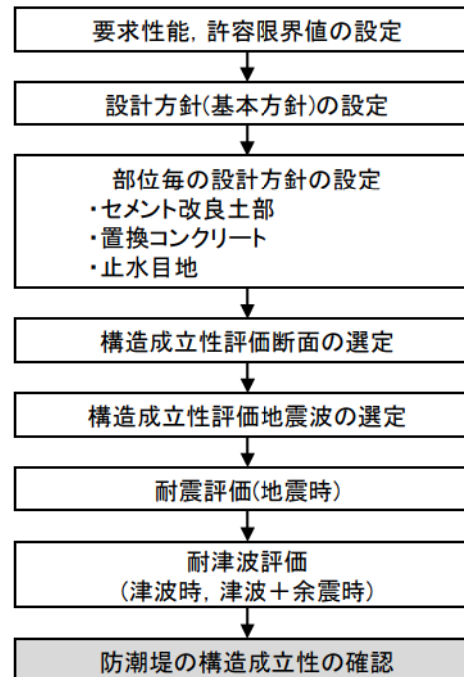 要求性能，許容限界値の設定
設計方針(基本方針)の設定
部位毎の設計方針の設定
・セメント改良土部
・置換コンクリート
・止水目地
構造成立性評価断面の選定
構造成立性評価地震波の選定
耐震評価(地震時)
耐津波評価
(津波時，津波＋余震時)
防潮堤の構造成立性の確認